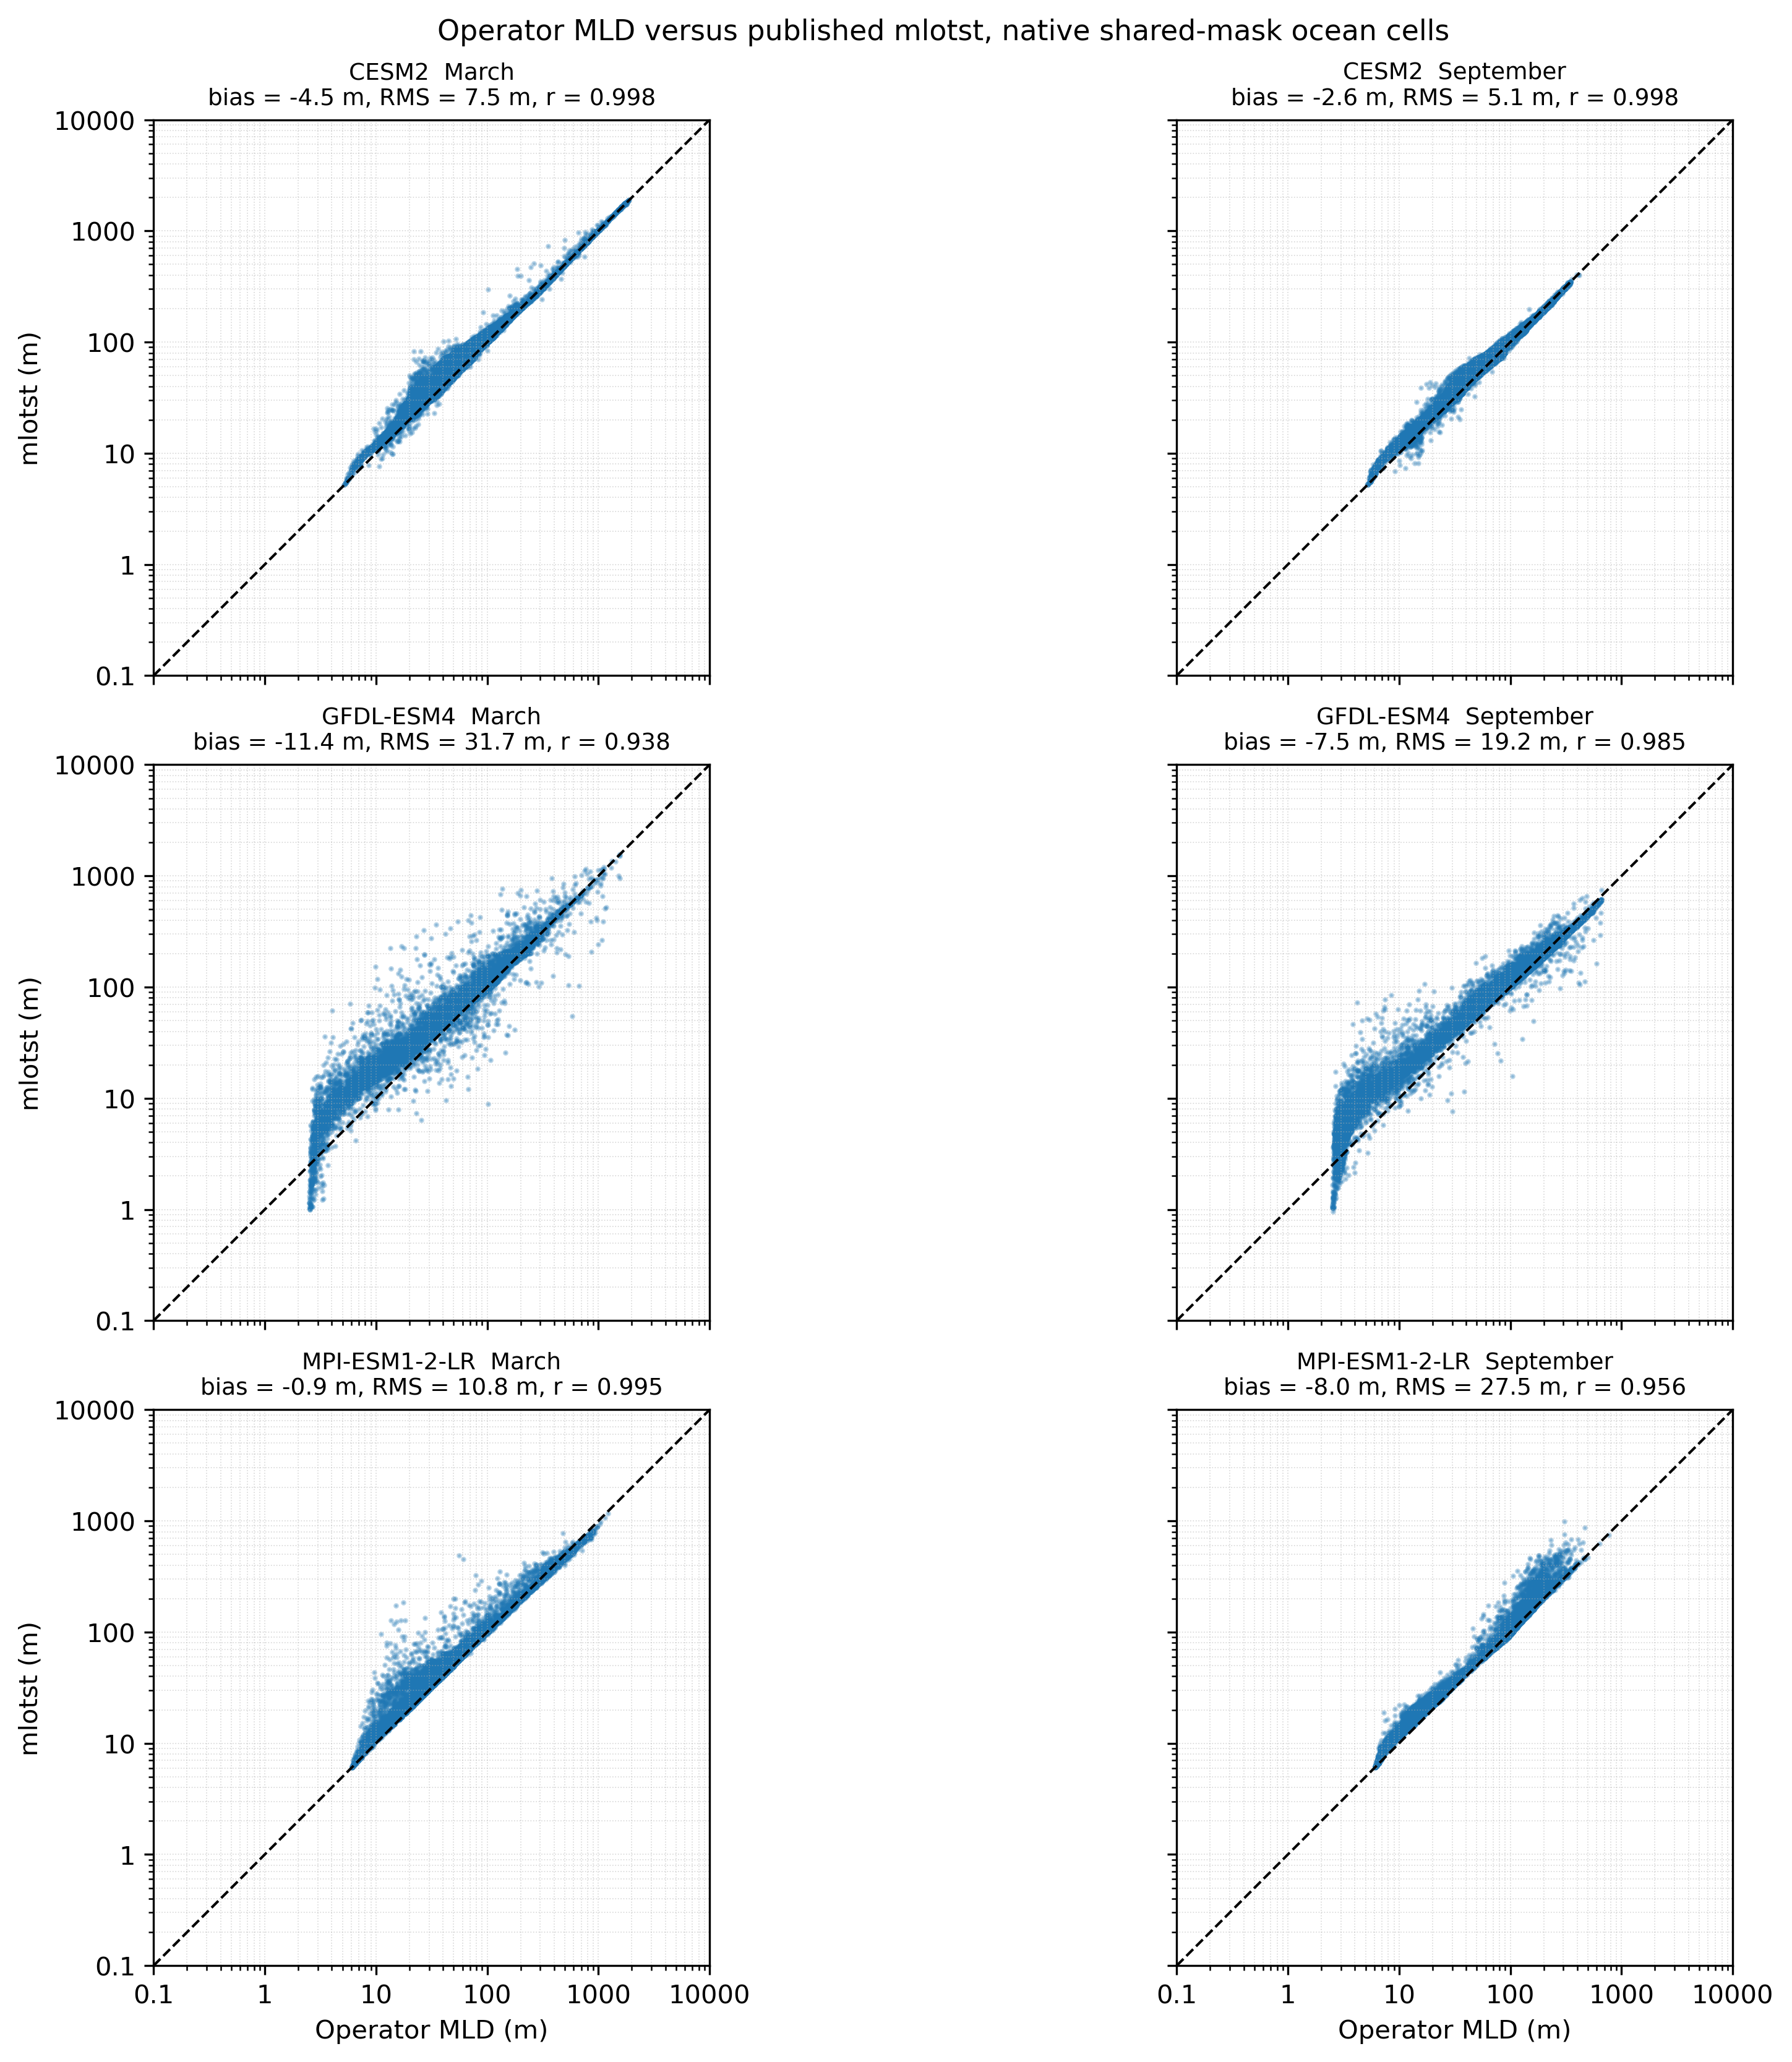 Operator MLD versus published mlotst, native shared-mask ocean cells
CESM2  March
bias = -4.5 m, RMS = 7.5 m, r = 0.998
CESM2  September
bias = -2.6 m, RMS = 5.1 m, r = 0.998
10000
1000
100
10
1
0.1
mlotst (m)
GFDL-ESM4  March
bias = -11.4 m, RMS = 31.7 m, r = 0.938
GFDL-ESM4  September
bias = -7.5 m, RMS = 19.2 m, r = 0.985
10000
1000
100
10
1
0.1
mlotst (m)
MPI-ESM1-2-LR  March
bias = -0.9 m, RMS = 10.8 m, r = 0.995
MPI-ESM1-2-LR  September
bias = -8.0 m, RMS = 27.5 m, r = 0.956
10000
1000
100
10
1
0.1
mlotst (m)
0.1 1 10 100 1000 10000
Operator MLD (m)
0.1 1 10 100 1000 10000
Operator MLD (m)